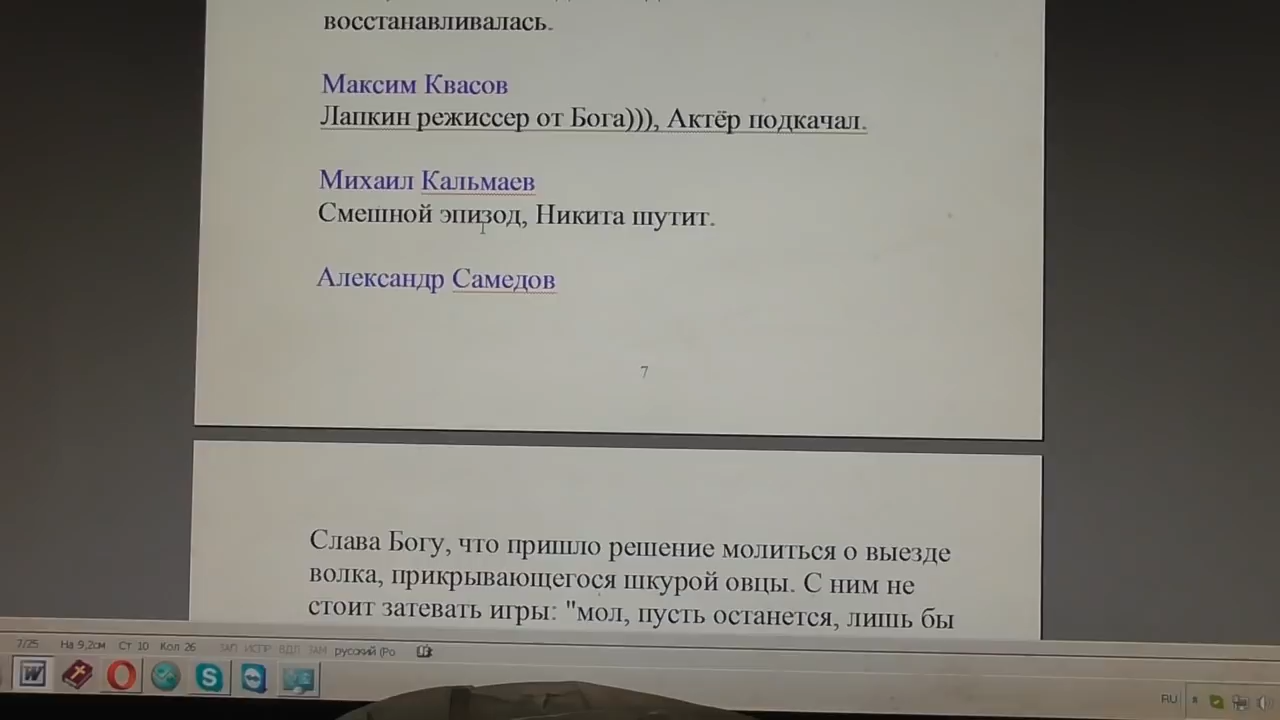 восстанавливалась.
Максим Квасов
Лапкин режиссер от Бога))), Актёр подкачал.
Михаил Кальмаев
Смешной эпизод, Никита шутит.
Александр Самедов
7
Слава Богу, что пришло решение молиться о выезде
волка, прикрывающегося шкурой овцы. С ним не
стоит затевать игры: "мол, пусть останется, лишь бы
7/25 На 9,2см Ст 10 Кол 26 ЗАП ИСПР ВДЛ ЗАМ русский (Ро
RU